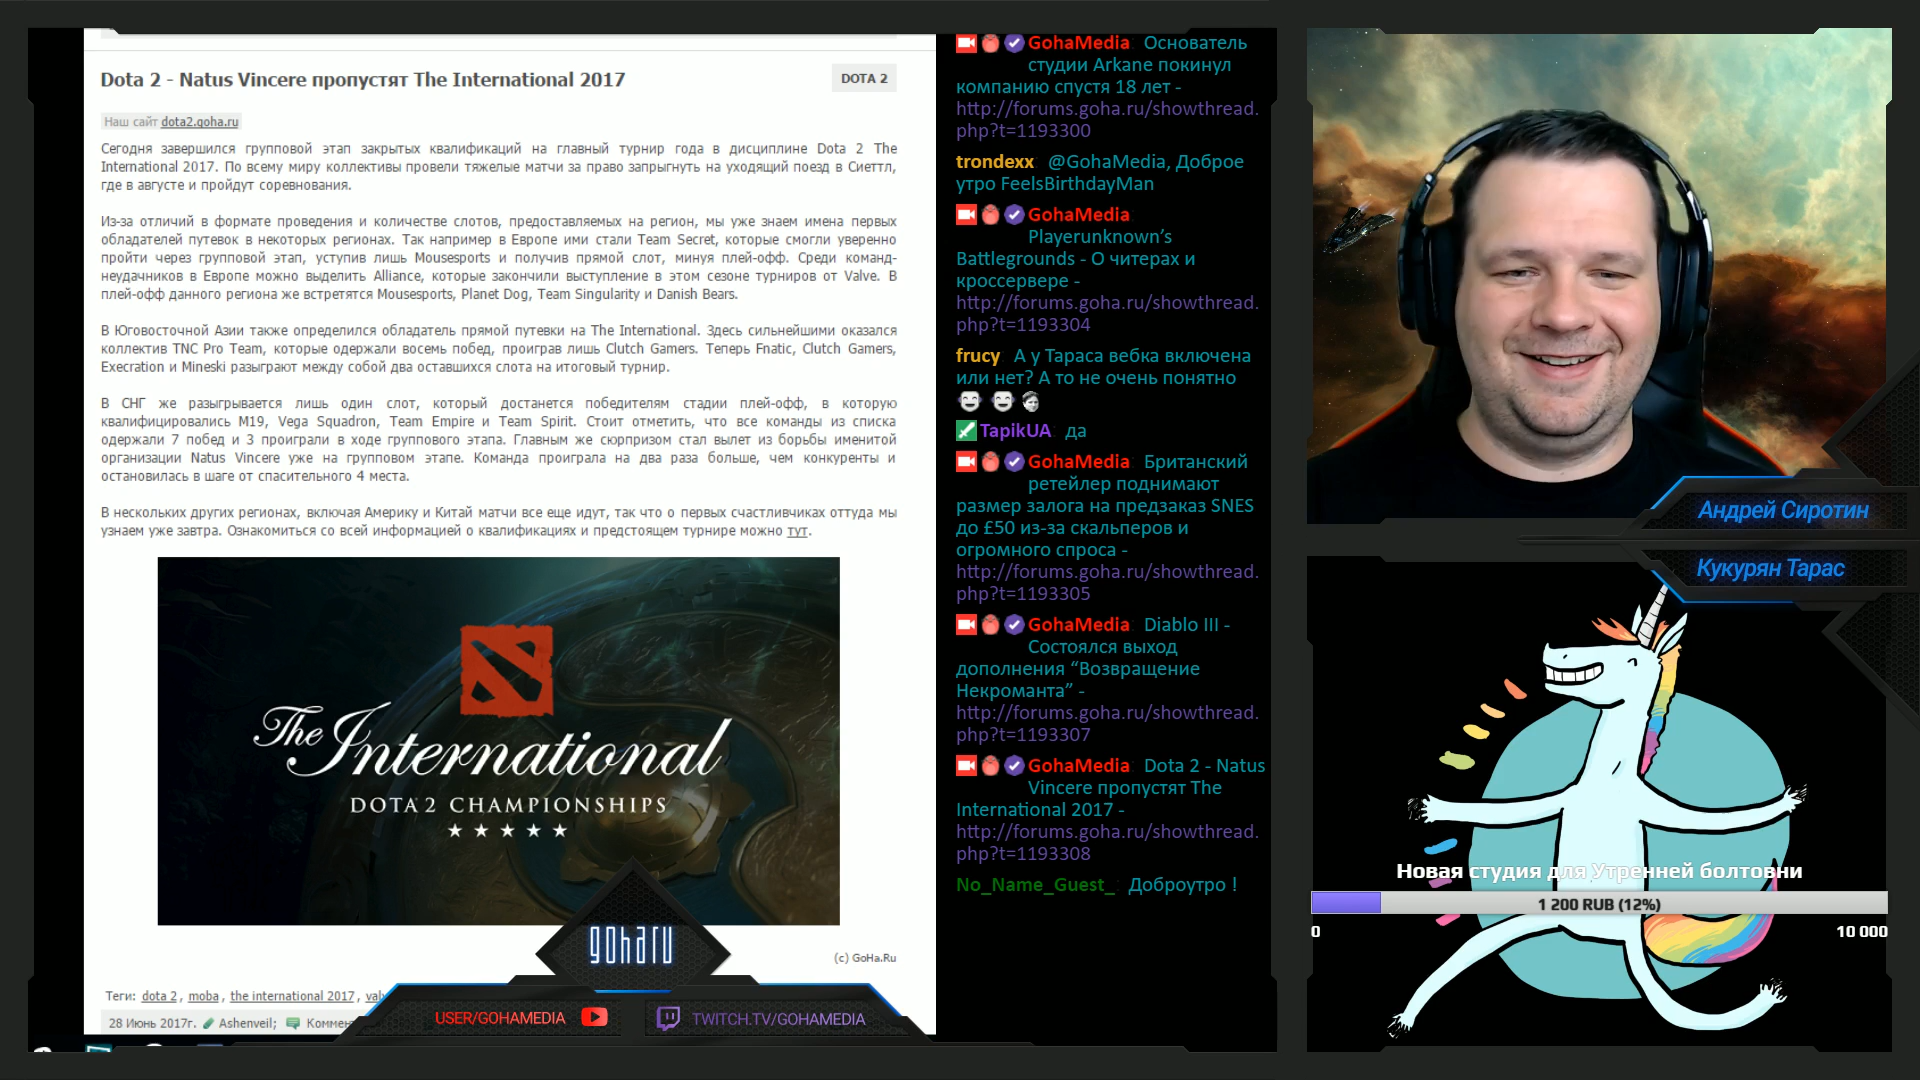 Dota 2 - Natus Vincere пропустят The International 2017
DOTA 2
Наш сайт dota2.goha.ru
Сегодня завершился групповой этап закрытых квалификаций на главный турнир года в дисциплине Dota 2 The
International 2017. По всему миру коллективы провели тяжелые матчи за право запрыгнуть на уходящий поезд в Сиеттл,
где в августе и пройдут соревнования.
Из-за отличий в формате проведения и количестве слотов, предоставляемых на регион, мы уже знаем имена первых
обладателей путевок в некоторых регионах. Так например в Европе ими стали Team Secret, которые смогли уверенно
пройти через групповой этап, уступив лишь Mousesports и получив прямой слот, минуя плей-офф. Среди команд-
неудачников в Европе можно выделить Alliance, которые закончили выступление в этом сезоне турниров от Valve. В
плей-офф данного региона же встретятся Mousesports, Planet Dog, Team Singularity и Danish Bears.
В Юговосточной Азии также определился обладатель прямой путевки на The International. Здесь сильнейшими оказался
коллектив TNC Pro Team, которые одержали восемь побед, проиграв лишь Clutch Gamers. Теперь Fnatic, Clutch Gamers,
Execration и Mineski разыграют между собой два оставшихся слота на итоговый турнир.
В СНГ же разыгрывается лишь один слот, который достанется победителям стадии плей-офф, в которую
квалифицировались M19, Vega Squadron, Team Empire и Team Spirit. Стоит отметить, что все команды из списка
одержали 7 побед и 3 проиграли в ходе группового этапа. Главным же сюрпризом стал вылет из борьбы именитой
организации Natus Vincere уже на групповом этапе. Команда проиграла на два раза больше, чем конкуренты и
остановилась в шаге от спасительного 4 места.
В нескольких других регионах, включая Америку и Китай матчи все еще идут, так что о первых счастливчиках оттуда мы
узнаем уже завтра. Ознакомиться со всей информацией о квалификациях и предстоящем турнире можно тут.
The International
DOTA 2 CHAMPIONSHIPS
(c) GoHa.Ru
Теги: dota 2, moba, the international 2017,
28 Июнь 2017г. Ashenveil;
goharu
USER/GOHAMEDIA
TWITCH.TV/GOHAMEDIA
GohaMedia Основатель
студии Arkane покинул
компанию спустя 18 лет -
http://forums.goha.ru/showthread.
php?t=1193300
trondexx @GohaMedia, Доброе
утро FeelsBirthdayMan
GohaMedia
Playerunknown’s
Battlegrounds - О читерах и
кроссервере -
http://forums.goha.ru/showthread.
php?t=1193304
frucy А у Тараса вебка включена
или нет? А то не очень понятно
TapikUA да
GohaMedia Британский
ретейлер поднимают
размер залога на предзаказ SNES
до £50 из-за скальперов и
огромного спроса -
http://forums.goha.ru/showthread.
php?t=1193305
GohaMedia Diablo III -
Состоялся выход
дополнения “Возвращение
Некроманта” -
http://forums.goha.ru/showthread.
php?t=1193307
GohaMedia Dota 2 - Natus
Vincere пропустят The
International 2017 -
http://forums.goha.ru/showthread.
php?t=1193308
No_Name_Guest_ Доброутро !
Андрей Сиротин
Кукурян Тарас
Новая студия для Утренней болтовни
1 200 RUB (12%)
0
10 000